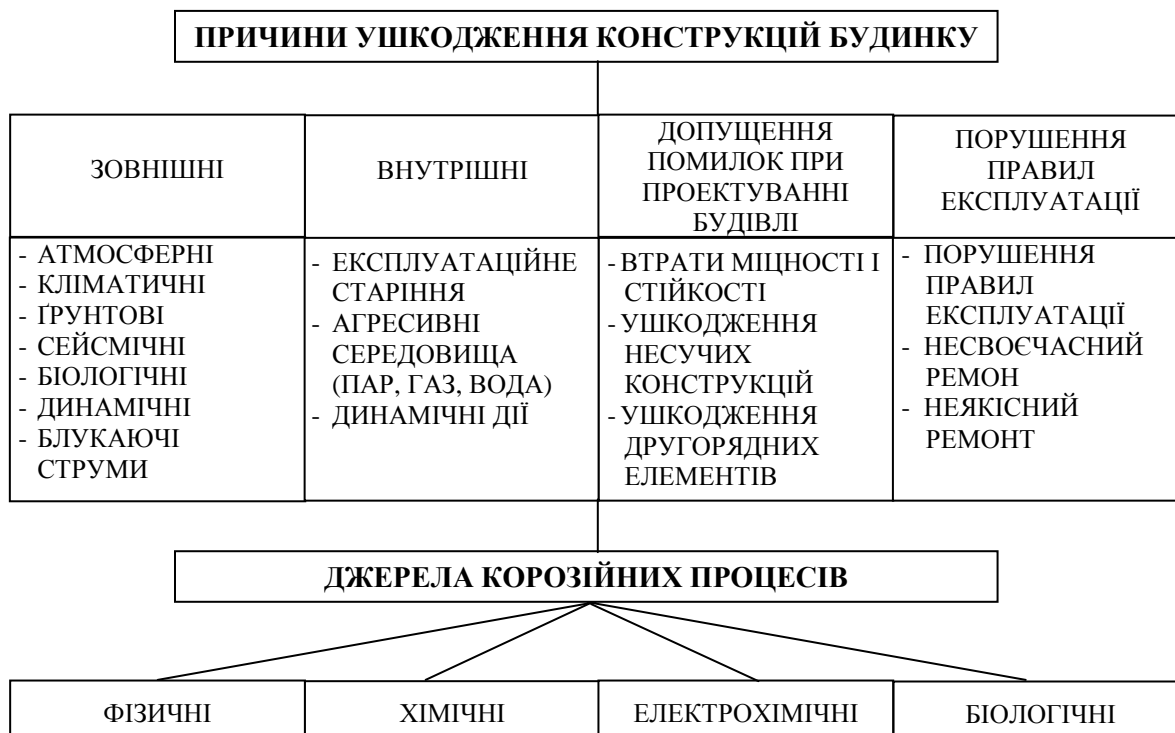 ПРИЧИНИ УШКОДЖЕННЯ КОНСТРУКЦІЙ БУДИНКУ
ЗОВНІШНІ
ВНУТРІШНІ
ДОПУЩЕННЯ
ПОМИЛОК ПРИ
ПРОЕКТУВАННІ
БУДІВЛІ
ПОРУШЕННЯ
ПРАВИЛ
ЕКСПЛУАТАЦІЇ
- АТМОСФЕРНІ
- КЛІМАТИЧНІ
- ҐРУНТОВІ
- СЕЙСМІЧНІ
- БІОЛОГІЧНІ
- ДИНАМІЧНІ
- БЛУКАЮЧІ
СТРУМИ
- ЕКСПЛУАТАЦІЙНЕ
СТАРІННЯ
- АГРЕСИВНІ
СЕРЕДОВИЩА
(ПАР, ГАЗ, ВОДА)
- ДИНАМІЧНІ ДІЇ
- ВТРАТИ МІЦНОСТІ І
СТІЙКОСТІ
- УШКОДЖЕННЯ
НЕСУЧИХ
КОНСТРУКЦІЙ
- УШКОДЖЕННЯ
ДРУГОРЯДНИХ
ЕЛЕМЕНТІВ
- ПОРУШЕННЯ
ПРАВИЛ
ЕКСПЛУАТАЦІЇ
- НЕСВОЄЧАСНИЙ
РЕМОН
- НЕЯКІСНИЙ
РЕМОНТ
ДЖЕРЕЛА КОРОЗІЙНИХ ПРОЦЕСІВ
ФІЗИЧНІ
ХІМІЧНІ
ЕЛЕКТРОХІМІЧНІ
БІОЛОГІЧНІ